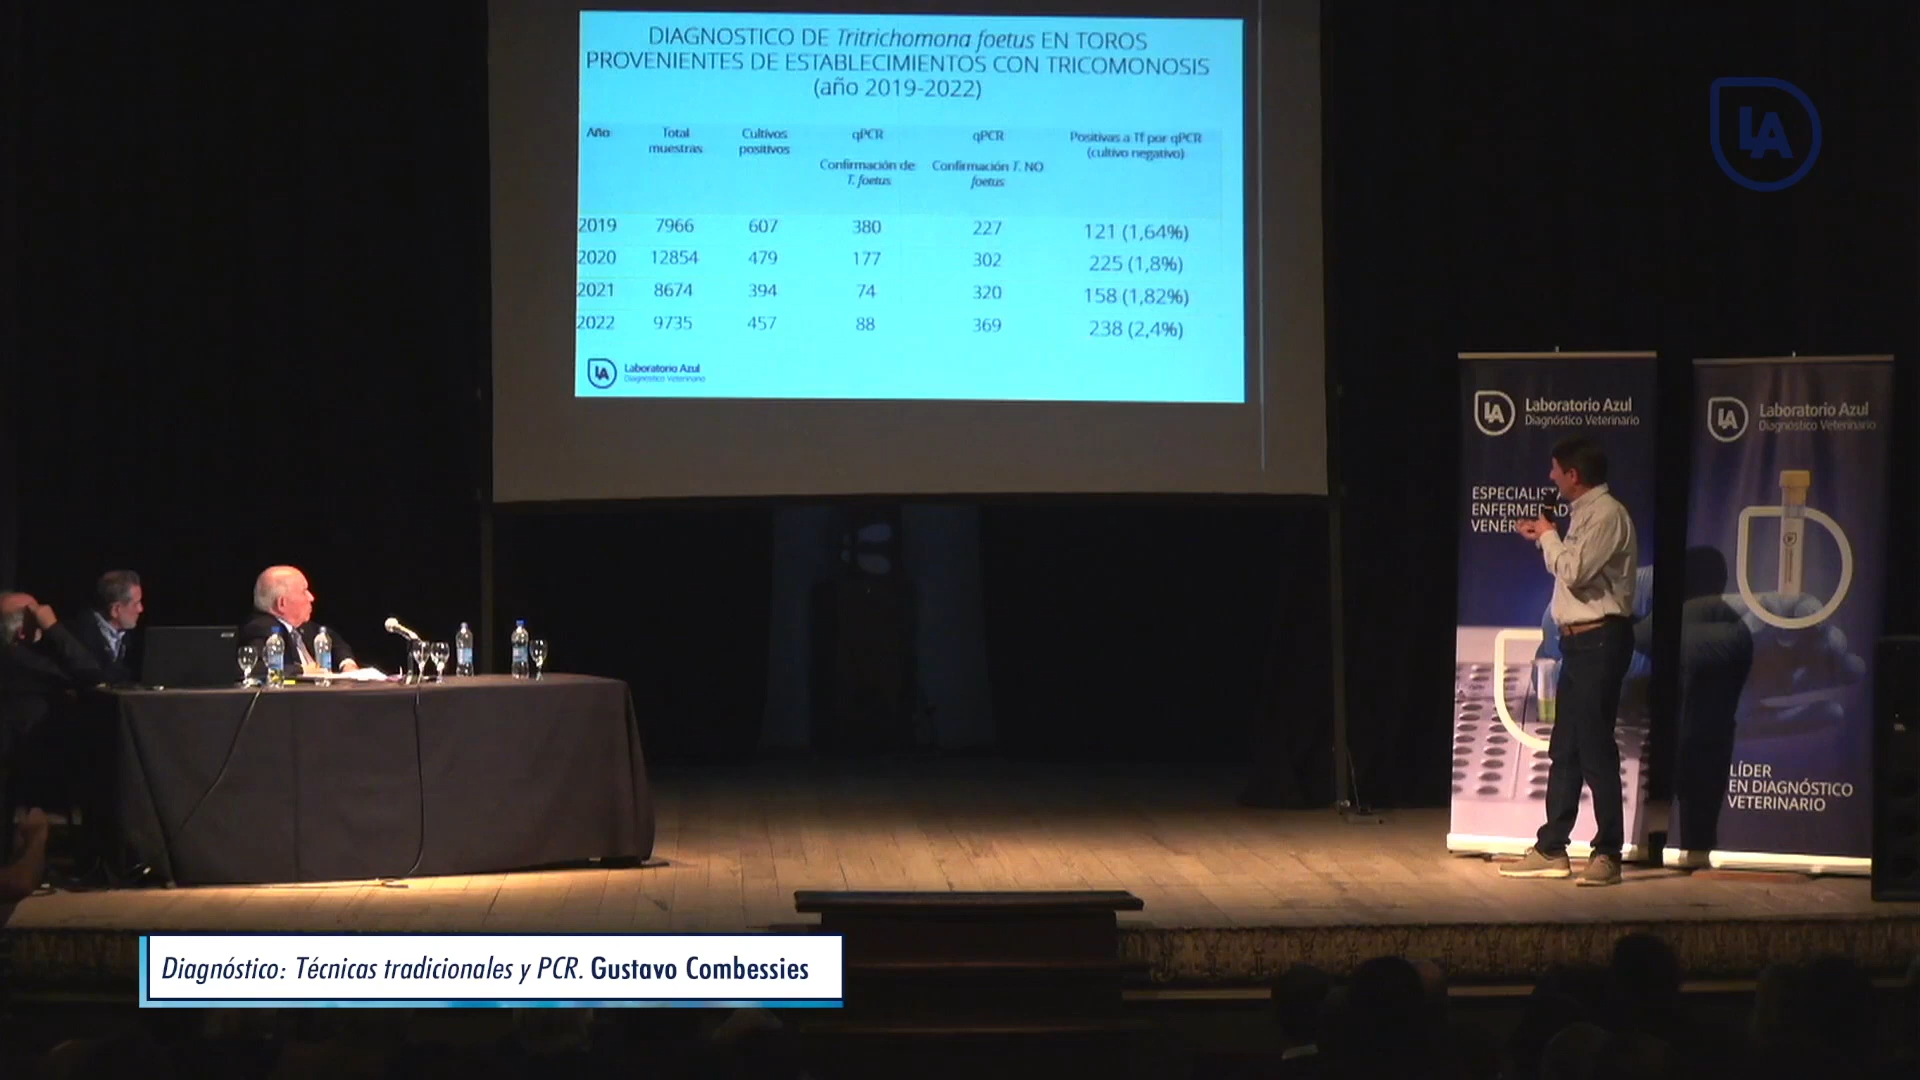 DIAGNOSTICO DE Tritrichomona foetus EN TOROS
PROVENIENTES DE ESTABLECIMIENTOS CON TRICOMONOSIS
(año 2019-2022)
Año Total muestras Cultivos positivos qPCR Confirmación de T. foetus qPCR Confirmación T. NO foetus Positivas a Tf por qPCR (cultivo negativo)
2019 7966 607 380 227 121 (1,64%)
2020 12854 479 177 302 225 (1,8%)
2021 8674 394 74 320 158 (1,82%)
2022 9735 457 88 369 238 (2,4%)
LA Laboratorio Azul
Diagnóstico Veterinario
LA
LA Laboratorio Azul
Diagnóstico Veterinario
LA Laboratorio Azul
Diagnóstico Veterinario
LÍDER
EN DIAGNÓSTICO
VETERINARIO
Diagnóstico: Técnicas tradicionales y PCR. Gustavo Combessies